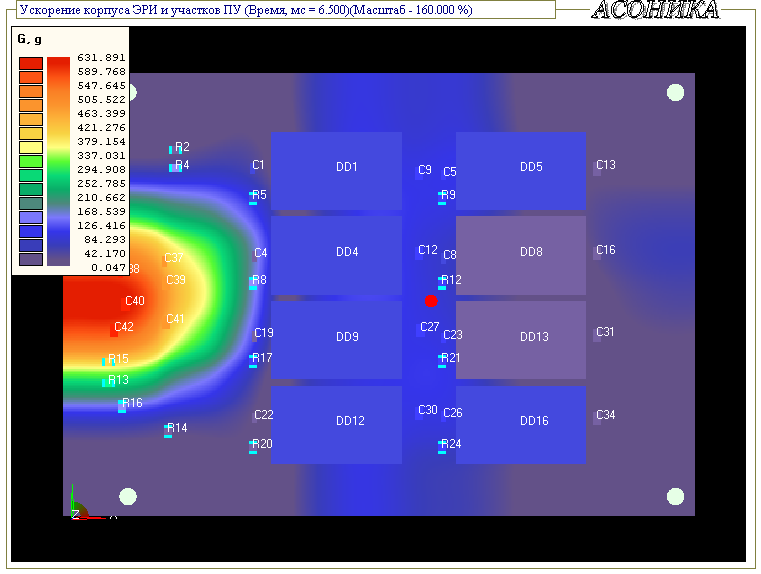 Ускорение корпуса ЭРИ и участков ПУ (Время, мс = 6.500)(Масштаб - 160.000 %)
АСОНИКА
G, g
631.891
589.768
547.645
505.522
463.399
421.276
379.154
337.031
294.908
252.785
210.662
168.539
126.416
84.293
42.170
0.047
R2
R4 C1 DD1 C9 C5 DD5 C13
R5 R9
C37 C4 DD4 C12 C8 DD8 C16
38
C39 R8 R12
C40
C42 C41 C19 DD9 C27 C23 DD13 C31
R15 R17 R21
R13
R16
R14 C22 DD12 C30 C26 DD16 C34
R20 R24
Z